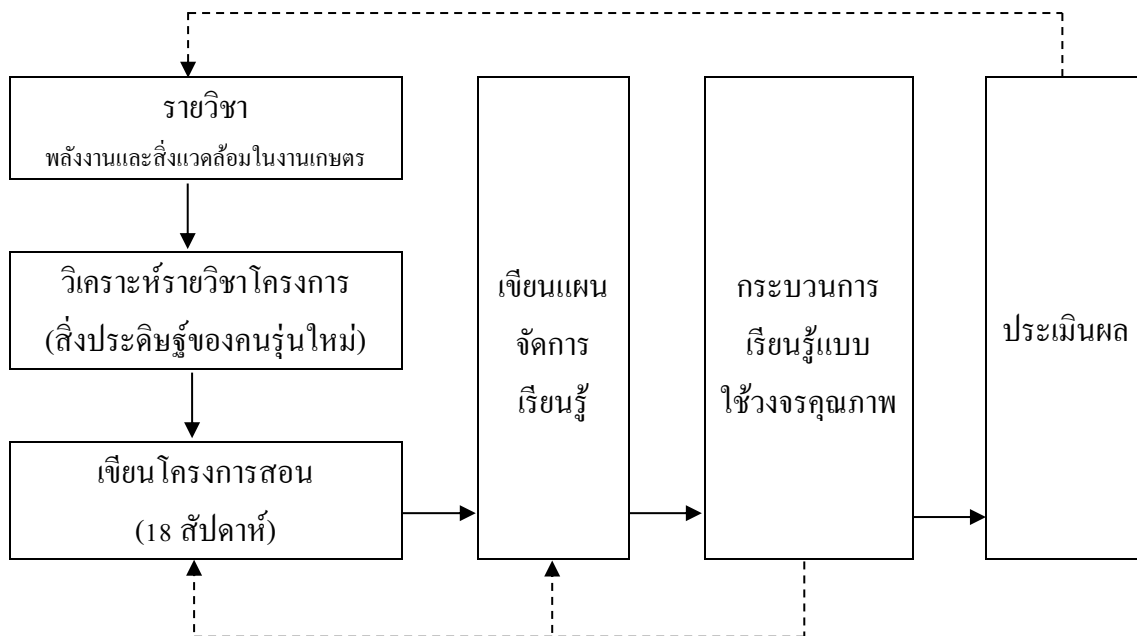 รายวิชา
พลังงานและสิ่งแวดล้อมในงานเกษตร
วิเคราะห์รายวิชาโครงการ
(สิ่งประดิษฐ์ของคนรุ่นใหม่)
เขียนโครงการสอน
(18 สัปดาห์)
เขียนแผน
จัดการ
เรียนรู้
กระบวนการ
เรียนรู้แบบ
ใช้วงจรคุณภาพ
ประเมินผล